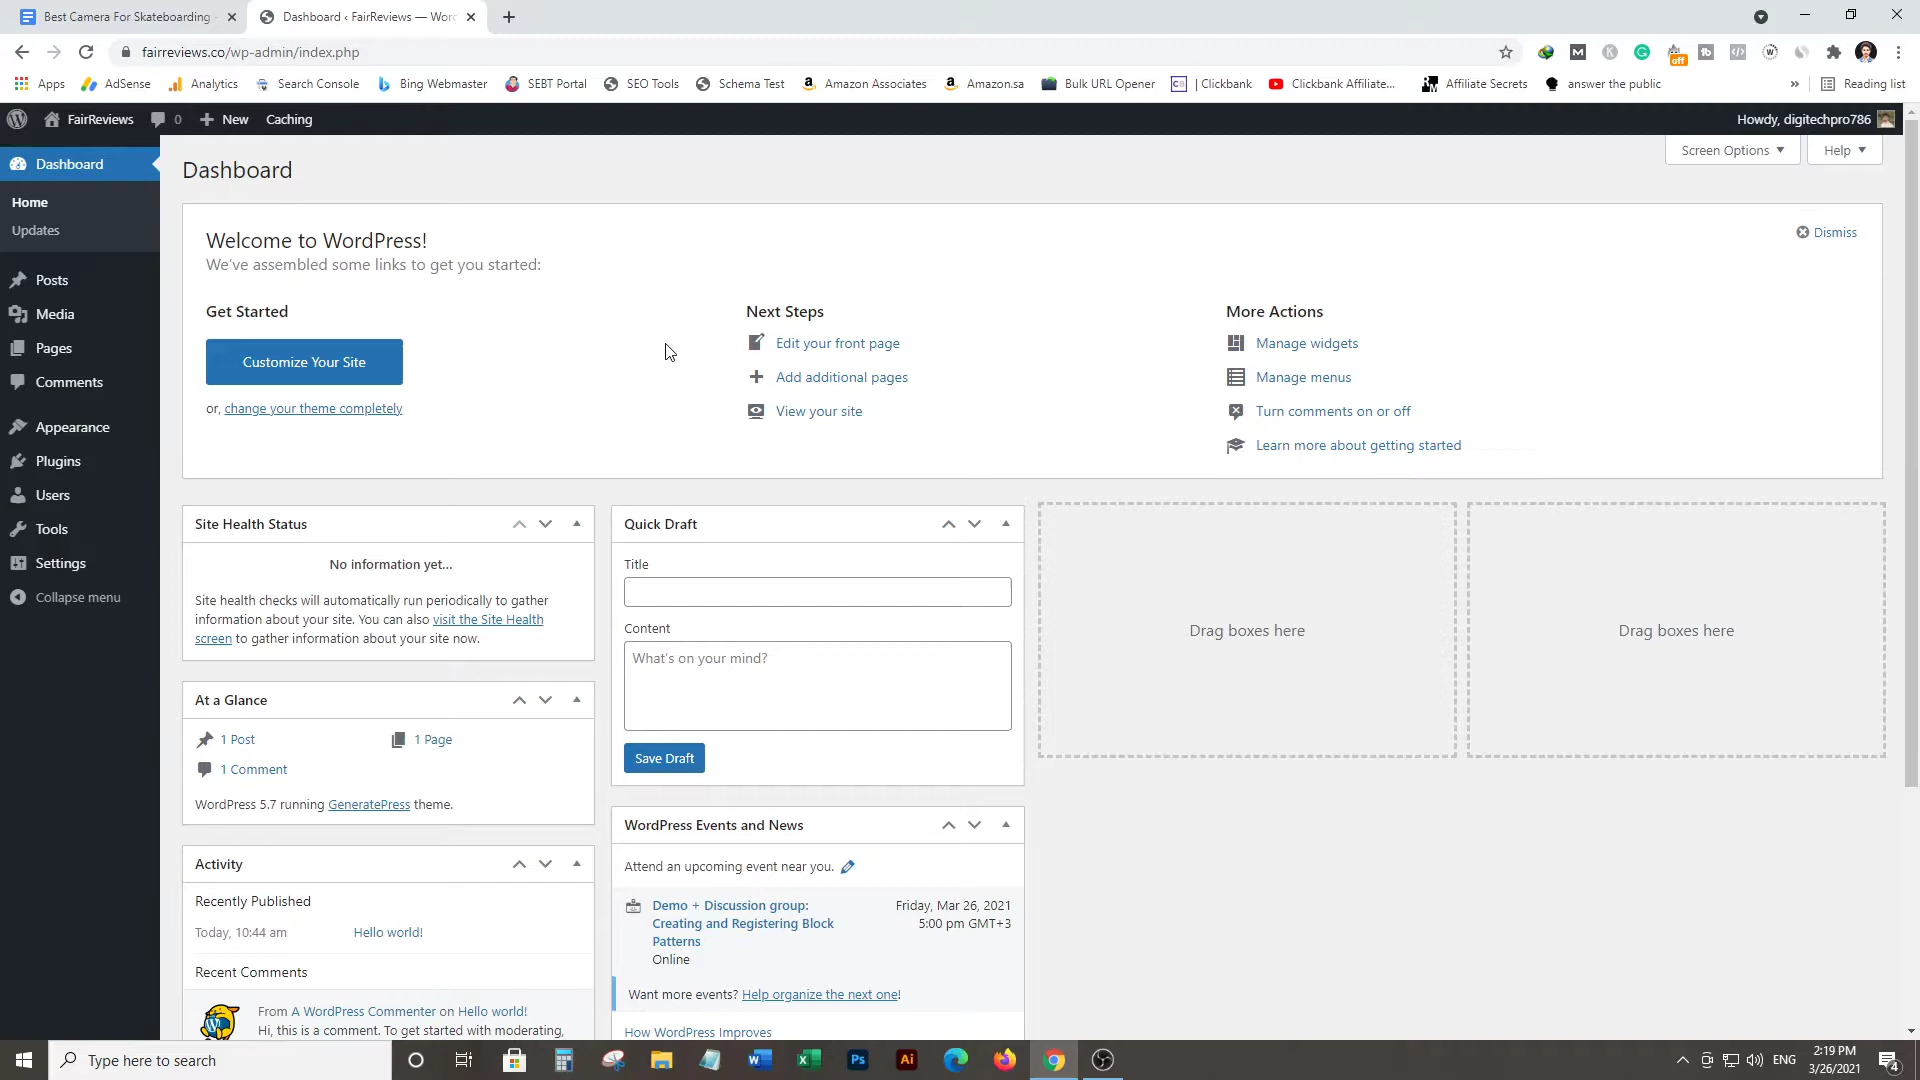 Best Camera For Skateboarding
Dashboard ‹ FairReviews — Wor
fairreviews.co/wp-admin/index.php
off
Apps
AdSense
Analytics
Search Console
Bing Webmaster
SEBT Portal
SEO Tools
Schema Test
Amazon Associates
Amazon.sa
Bulk URL Opener
| Clickbank
Clickbank Affiliate...
Affiliate Secrets
answer the public
»
Reading list
FairReviews
0
New
Caching
Howdy, digitechpro786
Dashboard
Home
Updates
Posts
Media
Pages
Comments
Appearance
Plugins
Users
Tools
Settings
Collapse menu
Dashboard
Screen Options
Help
Welcome to WordPress!
We've assembled some links to get you started:
Dismiss
Get Started
Customize Your Site
or, change your theme completely
Next Steps
Edit your front page
Add additional pages
View your site
More Actions
Manage widgets
Manage menus
Turn comments on or off
Learn more about getting started
Site Health Status
No information yet...
Site health checks will automatically run periodically to gather
information about your site. You can also visit the Site Health
screen to gather information about your site now.
At a Glance
1 Post
1 Page
1 Comment
WordPress 5.7 running GeneratePress theme.
Activity
Recently Published
Today, 10:44 am
Hello world!
Recent Comments
From A WordPress Commenter on Hello world!
Hi, this is a comment. To get started with moderating,
Quick Draft
Title
Content
What's on your mind?
Save Draft
WordPress Events and News
Attend an upcoming event near you.
Demo + Discussion group:
Creating and Registering Block
Patterns
Online
Friday, Mar 26, 2021
5:00 pm GMT+3
Want more events? Help organize the next one!
How WordPress Improves
Drag boxes here
Drag boxes here
Type here to search
Ps
Ai
ENG
2:19 PM
3/26/2021
4